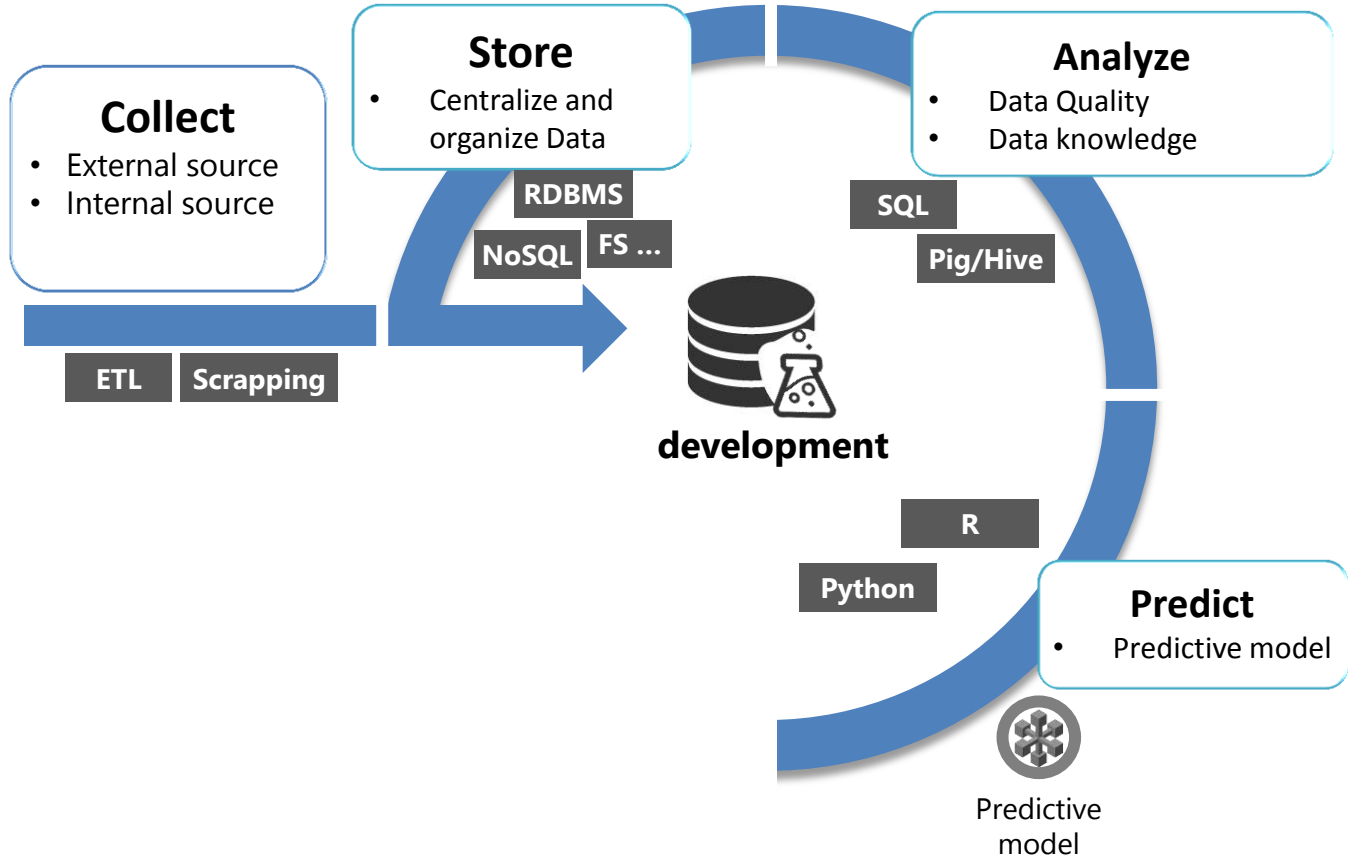 Collect
• External source
• Internal source
ETL
Scrapping
Store
• Centralize and
organize Data
RDBMS
NoSQL
FS ...
Analyze
• Data Quality
• Data knowledge
SQL
Pig/Hive
development
R
Python
Predict
• Predictive model
Predictive
model